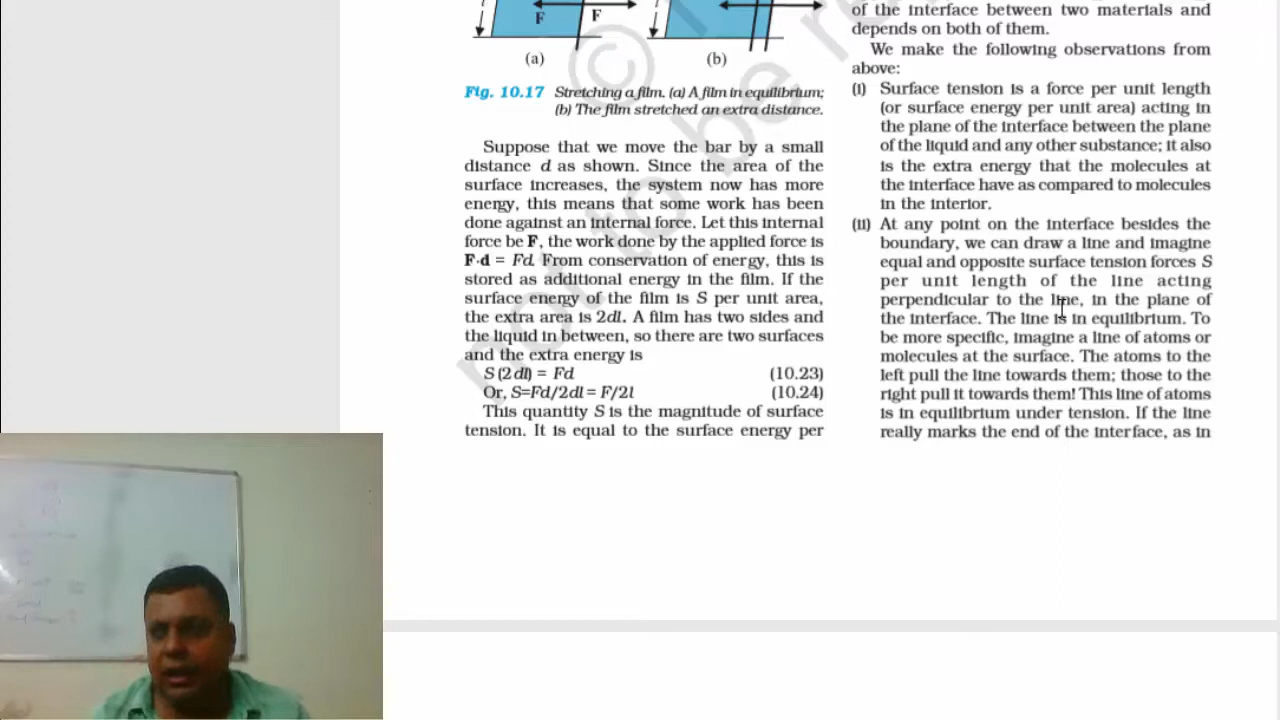 F
F
(a)
(b)
Fig. 10.17 Stretching a film. (a) A film in equilibrium;
(b) The film stretched an extra distance.
Suppose that we move the bar by a small
distance d as shown. Since the area of the
surface increases, the system now has more
energy, this means that some work has been
done against an internal force. Let this internal
force be F, the work done by the applied force is
F.d = Fd. From conservation of energy, this is
stored as additional energy in the film. If the
surface energy of the film is S per unit area,
the extra area is 2dl. A film has two sides and
the liquid in between, so there are two surfaces
and the extra energy is
S (2dl) = Fd (10.23)
Or, S=Fd/2dl = F/2l (10.24)
This quantity S is the magnitude of surface
tension. It is equal to the surface energy per
of the interface between two materials and
depends on both of them.
We make the following observations from
above:
(i) Surface tension is a force per unit length
(or surface energy per unit area) acting in
the plane of the interface between the plane
of the liquid and any other substance; it also
is the extra energy that the molecules at
the interface have as compared to molecules
in the interior.
(ii) At any point on the interface besides the
boundary, we can draw a line and imagine
equal and opposite surface tension forces S
per unit length of the line acting
perpendicular to the line, in the plane of
the interface. The line is in equilibrium. To
be more specific, imagine a line of atoms or
molecules at the surface. The atoms to the
left pull the line towards them; those to the
right pull it towards them! This line of atoms
is in equilibrium under tension. If the line
really marks the end of the interface, as in
not to be re
©